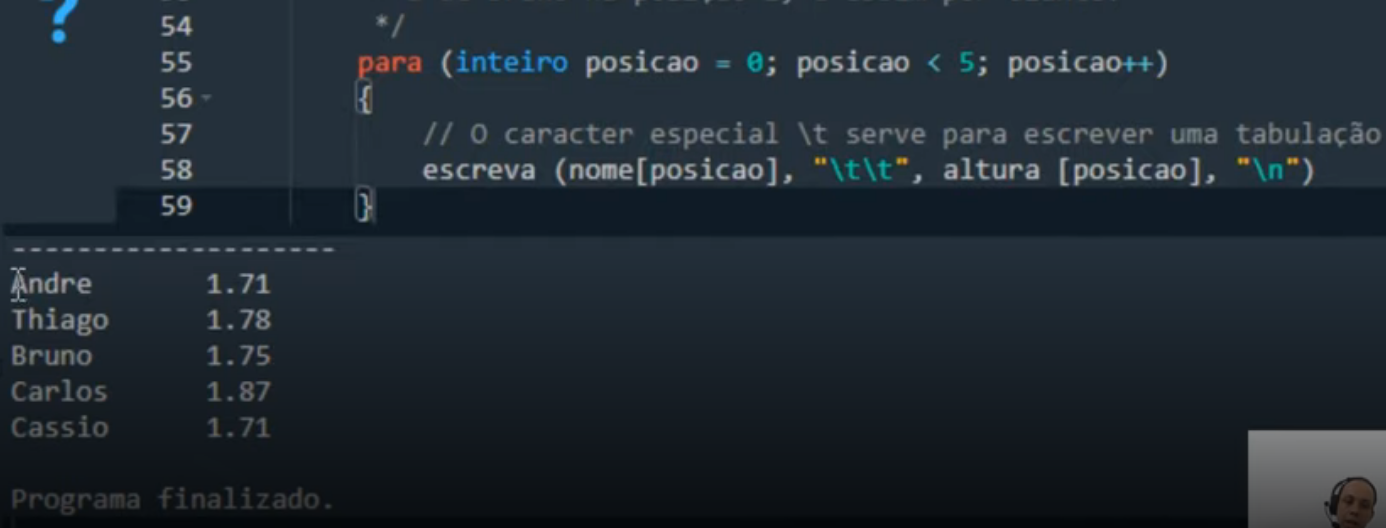 54 */
55 para (inteiro posicao = 0; posicao < 5; posicao++)
56 {
57 // O caracter especial \t serve para escrever uma tabulação
58 escreva (nome[posicao], "\t\t", altura [posicao], "\n")
59 }
---------------------
Andre 1.71
Thiago 1.78
Bruno 1.75
Carlos 1.87
Cassio 1.71
Programa finalizado.